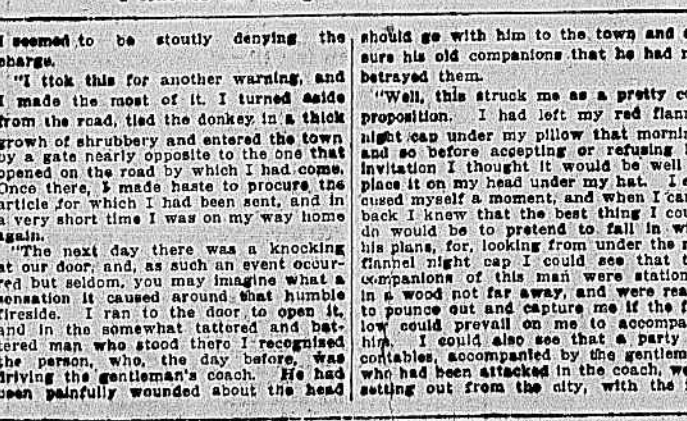 I seemed to be stoutly denying the
charge.
"I ttok this for another warning, and
I made the most of it. I turned aside
from the road, tied the donkey in a thick
growh of shrubbery and entered the town
by a gate nearly opposite to the one that
opened on the road by which I had come.
Once there, I made haste to procure the
article for which I had been sent, and in
a very short time I was on my way home
again.
"The next day there was a knocking
at our door, and, as such an event occur-
red but seldom, you may imagine what a
sensation it caused around that humble
fireside. I ran to the door to open it,
and in the somewhat tattered and bat-
tered man who stood there I recognised
the person, who, the day before, was
driving the gentleman's coach. He had
been painfully wounded about the head
should go with him to the town and
sure his old companions that he had
betrayed them.
"Well, this struck me as a pretty
proposition. I had left my red
night cap under my pillow that
and so before accepting or refusing
invitation I thought it would be well
place it on my head under my hat. I
cused myself a moment, and when I
back I knew that the best thing I
do would be to pretend to fall in
his plans, for, looking from under the
flannel night cap I could see that
companions of this man were
in a wood not far away, and were
to pounce out and capture me if the
low could prevail on me to
him. I could also see that a party
contables, accompanied by the
who had been attacked in the coach,
setting out from the city, with the